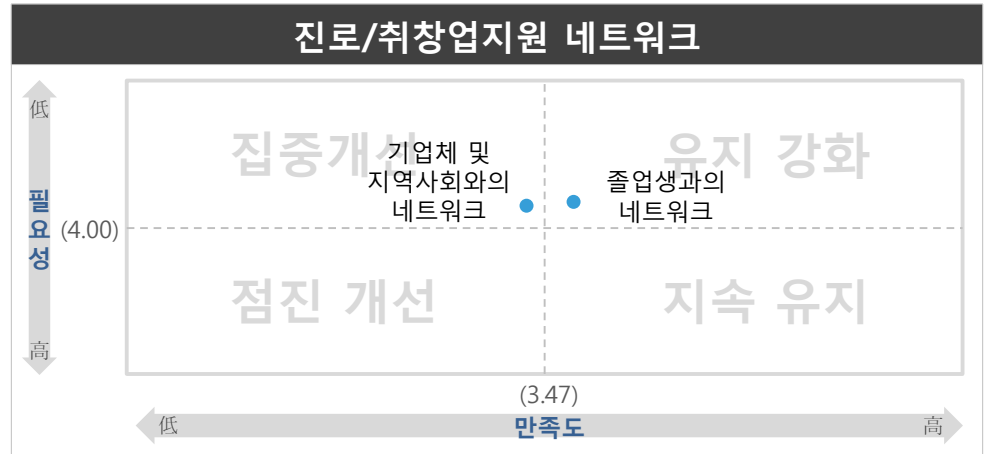 진로/취창업지원 네트워크
低
필
요
성
(4.00)
高
집중개선
유지 강화
기업체 및
지역사회와의
네트워크
졸업생과의
네트워크
점진 개선
지속 유지
(3.47)
低
만족도
高